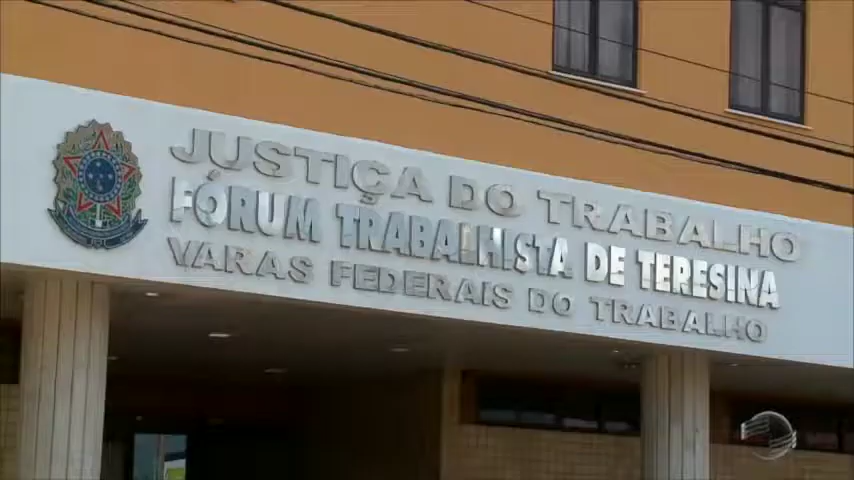 JUSTIÇA DO TRABALHO
FÓRUM TRABALHISTA DE TERESINA
VARAS FEDERAIS DO TRABALHO